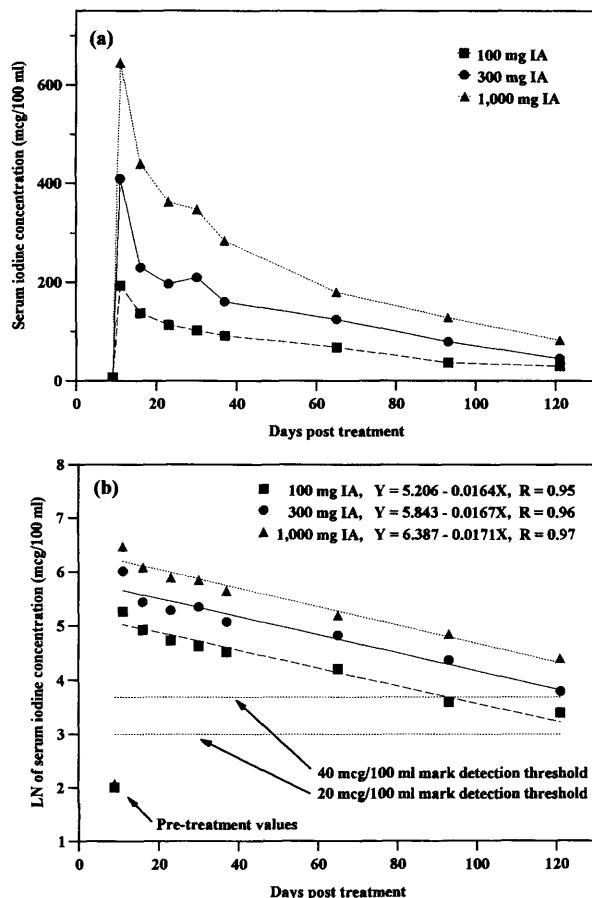 (a)
100 mg IA
300 mg IA
1,000 mg IA
Serum iodine concentration (mcg/100 ml)
600
400
200
0
0 20 40 60 80 100 120
Days post treatment
(b)
100 mg IA, Y = 5.206 - 0.0164X, R = 0.95
300 mg IA, Y = 5.843 - 0.0167X, R = 0.96
1,000 mg IA, Y = 6.387 - 0.0171X, R = 0.97
LN of serum iodine concentration (mcg/100 ml)
8
7
6
5
4
3
2
1
40 mcg/100 ml mark detection threshold
20 mcg/100 ml mark detection threshold
Pre-treatment values
0 20 40 60 80 100 120
Days post treatment